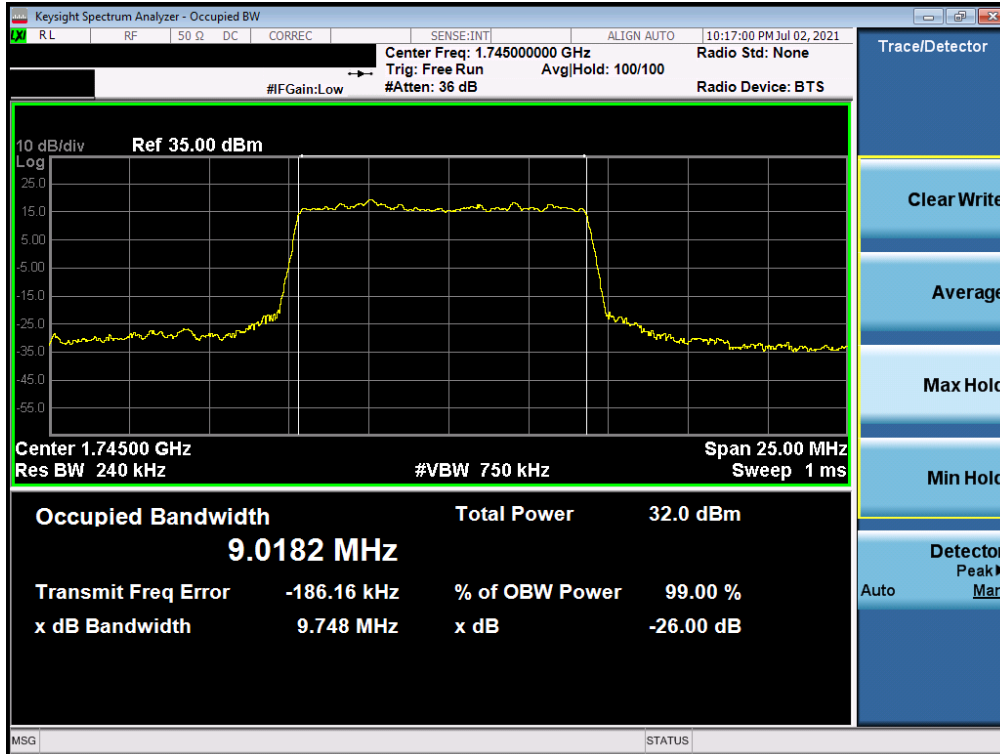 Keysight Spectrum Analyzer - Occupied BW
LXI RL RF 50 Ω DC CORREC SENSE:INT ALIGN AUTO 10:17:00 PM Jul 02, 2021
Center Freq: 1.745000000 GHz Radio Std: None
Trig: Free Run Avg|Hold: 100/100
#IFGain:Low #Atten: 36 dB Radio Device: BTS
Trace/Detector
10 dB/div Ref 35.00 dBm
Log
25.0
15.0
5.00
-5.00
-15.0
-25.0
-35.0
-45.0
-55.0
Center 1.74500 GHz Span 25.00 MHz
Res BW 240 kHz #VBW 750 kHz Sweep 1 ms
Occupied Bandwidth Total Power 32.0 dBm
9.0182 MHz
Transmit Freq Error -186.16 kHz % of OBW Power 99.00 %
x dB Bandwidth 9.748 MHz x dB -26.00 dB
Clear Write
Average
Max Hold
Min Hold
Detector
Peak
Auto Man
MSG STATUS